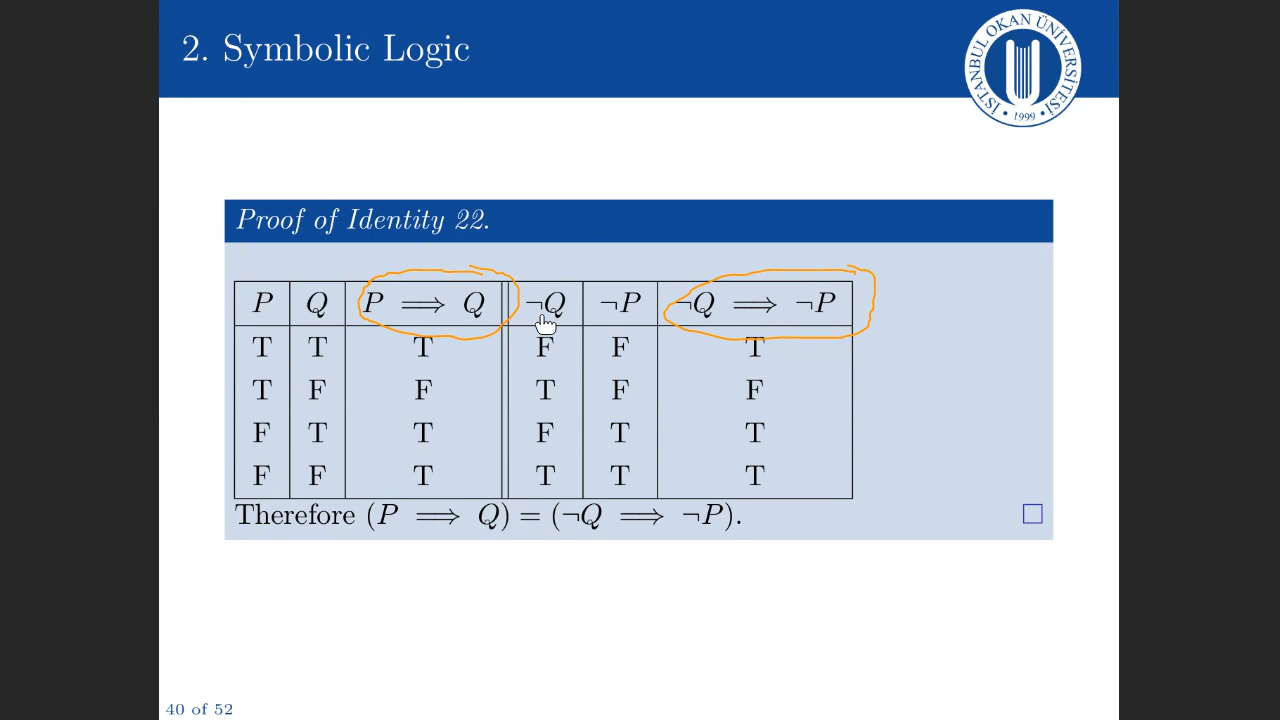 2. Symbolic Logic
İSTANBUL OKAN ÜNİVERSİTESİ
• 1999 •
Proof of Identity 22.
P Q P ⟹ Q ¬Q ¬P ¬Q ⟹ ¬P
T T T F F T
T F F T F F
F T T F T T
F F T T T T
Therefore (P ⟹ Q) = (¬Q ⟹ ¬P).
40 of 52